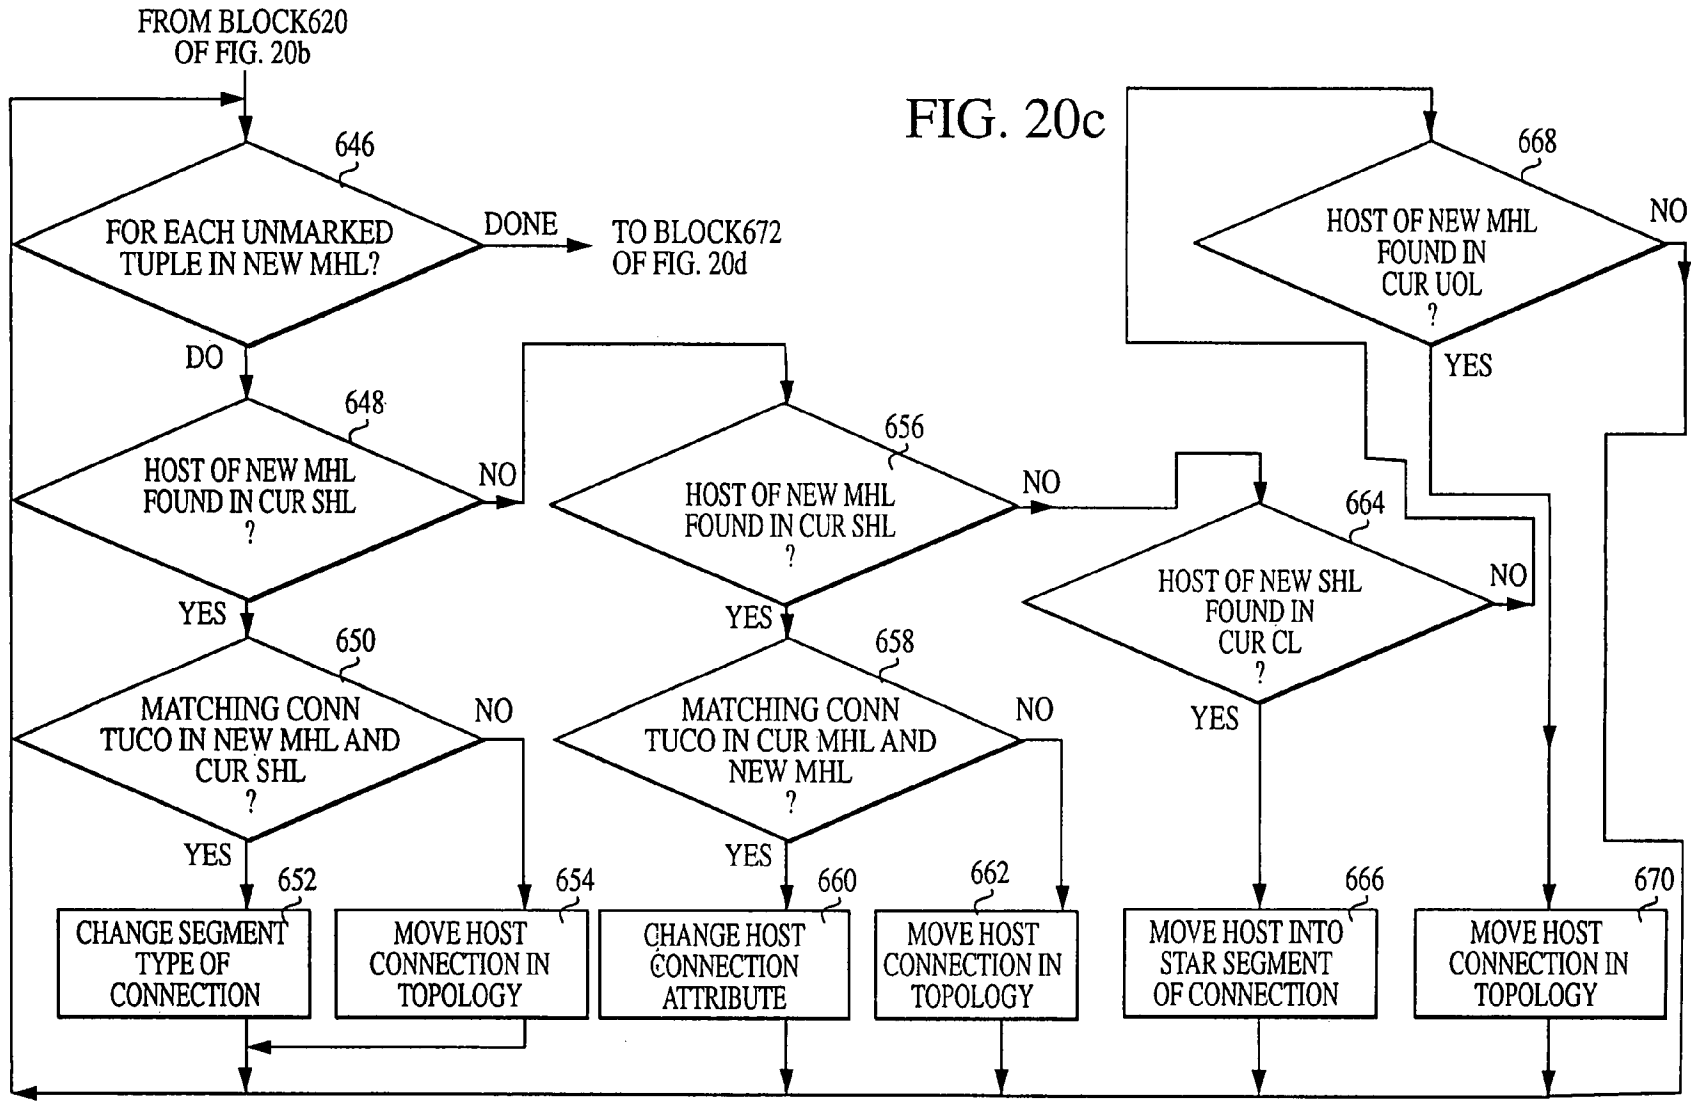 FROM BLOCK620
OF FIG. 20b
FIG. 20c
646
FOR EACH UNMARKED
TUPLE IN NEW MHL?
DONE
TO BLOCK672
OF FIG. 20d
DO
648
HOST OF NEW MHL
FOUND IN CUR SHL
?
NO
YES
650
MATCHING CONN
TUCO IN NEW MHL AND
CUR SHL
?
NO
YES
652
CHANGE SEGMENT
TYPE OF
CONNECTION
654
MOVE HOST
CONNECTION IN
TOPOLOGY
656
HOST OF NEW MHL
FOUND IN CUR SHL
?
NO
YES
658
MATCHING CONN
TUCO IN CUR MHL AND
NEW MHL
?
NO
YES
660
CHANGE HOST
CONNECTION
ATTRIBUTE
662
MOVE HOST
CONNECTION IN
TOPOLOGY
664
HOST OF NEW SHL
FOUND IN
CUR CL
?
NO
YES
666
MOVE HOST INTO
STAR SEGMENT
OF CONNECTION
668
HOST OF NEW MHL
FOUND IN
CUR UOL
?
NO
YES
670
MOVE HOST
CONNECTION IN
TOPOLOGY